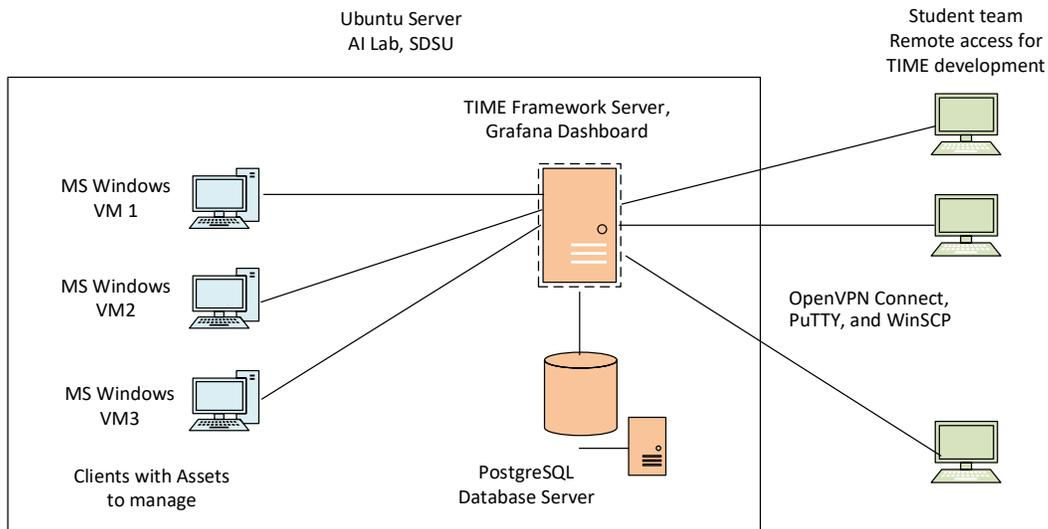 Ubuntu Server
AI Lab, SDSU
Student team
Remote access for
TIME development
TIME Framework Server,
Grafana Dashboard
MS Windows
VM 1
MS Windows
VM2
OpenVPN Connect,
PuTTY, and WinSCP
MS Windows
VM3
Clients with Assets
to manage
PostgreSQL
Database Server